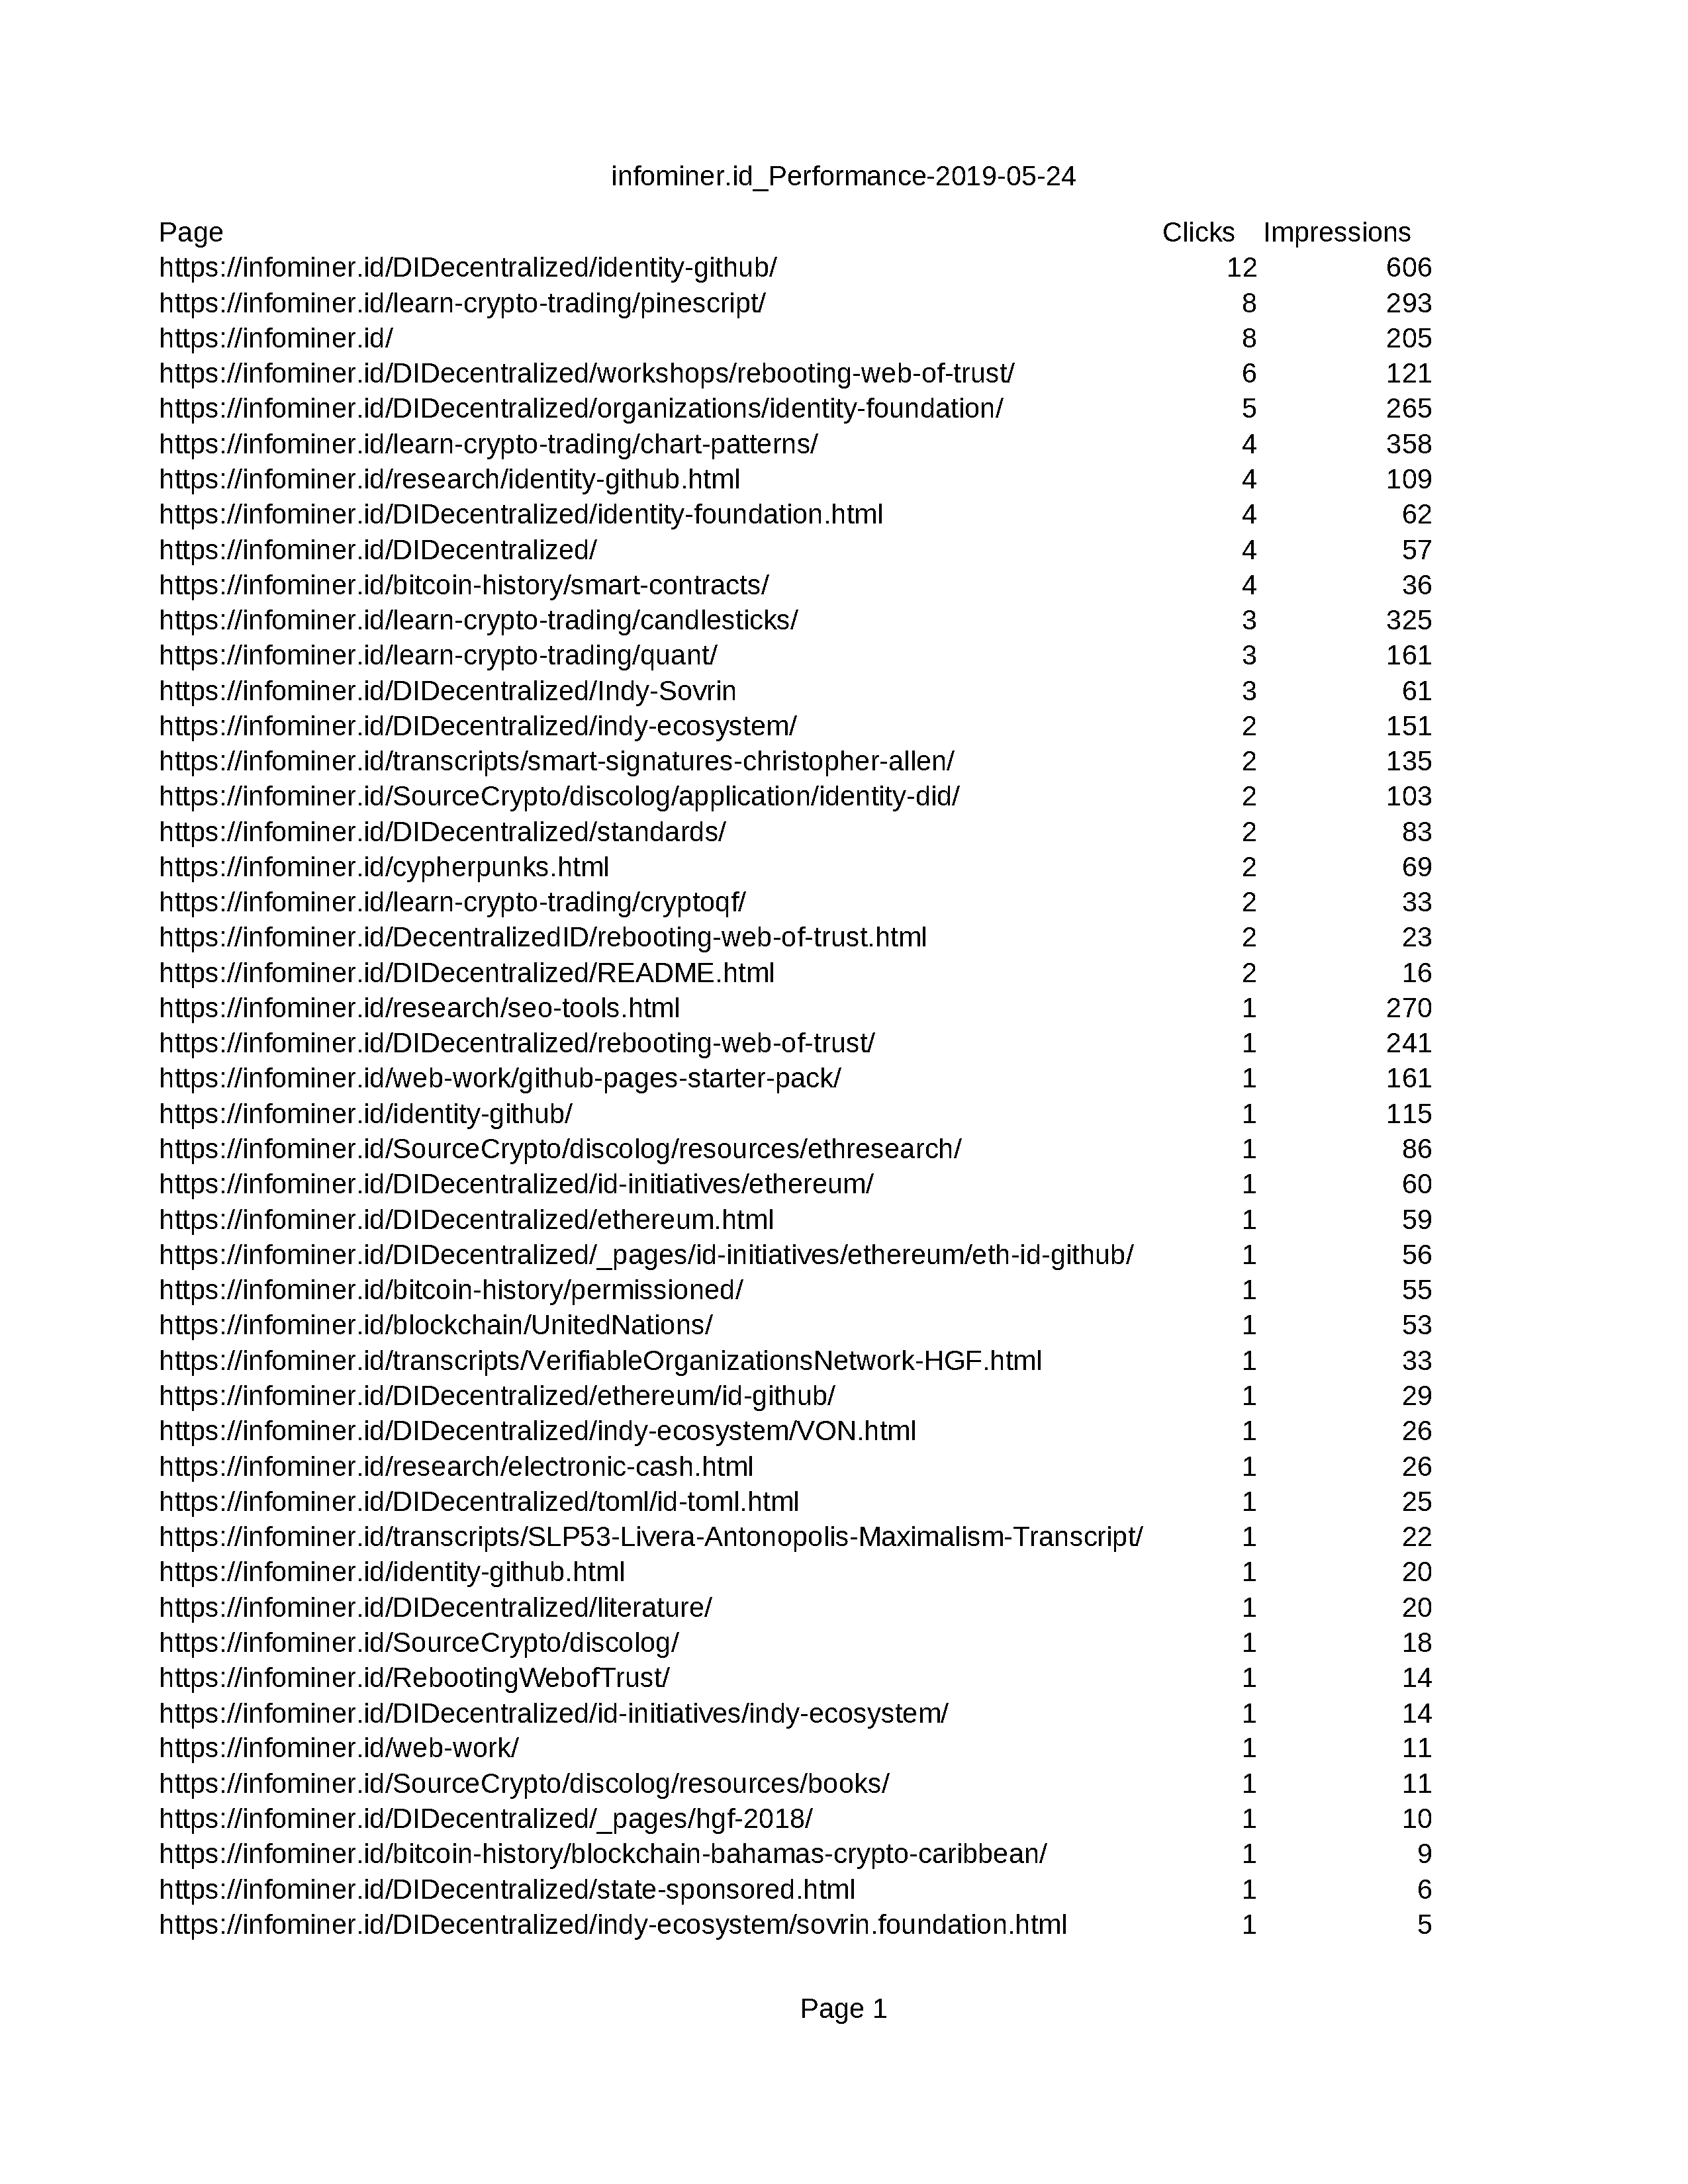 infominer.id_Performance-2019-05-24
Page Clicks Impressions
https://infominer.id/DIDecentralized/identity-github/ 12 606
https://infominer.id/learn-crypto-trading/pinescript/ 8 293
https://infominer.id/ 8 205
https://infominer.id/DIDecentralized/workshops/rebooting-web-of-trust/ 6 121
https://infominer.id/DIDecentralized/organizations/identity-foundation/ 5 265
https://infominer.id/learn-crypto-trading/chart-patterns/ 4 358
https://infominer.id/research/identity-github.html 4 109
https://infominer.id/DIDecentralized/identity-foundation.html 4 62
https://infominer.id/DIDecentralized/ 4 57
https://infominer.id/bitcoin-history/smart-contracts/ 4 36
https://infominer.id/learn-crypto-trading/candlesticks/ 3 325
https://infominer.id/learn-crypto-trading/quant/ 3 161
https://infominer.id/DIDecentralized/Indy-Sovrin 3 61
https://infominer.id/DIDecentralized/indy-ecosystem/ 2 151
https://infominer.id/transcripts/smart-signatures-christopher-allen/ 2 135
https://infominer.id/SourceCrypto/discolog/application/identity-did/ 2 103
https://infominer.id/DIDecentralized/standards/ 2 83
https://infominer.id/cypherpunks.html 2 69
https://infominer.id/learn-crypto-trading/cryptoqf/ 2 33
https://infominer.id/DecentralizedID/rebooting-web-of-trust.html 2 23
https://infominer.id/DIDecentralized/README.html 2 16
https://infominer.id/research/seo-tools.html 1 270
https://infominer.id/DIDecentralized/rebooting-web-of-trust/ 1 241
https://infominer.id/web-work/github-pages-starter-pack/ 1 161
https://infominer.id/identity-github/ 1 115
https://infominer.id/SourceCrypto/discolog/resources/ethresearch/ 1 86
https://infominer.id/DIDecentralized/id-initiatives/ethereum/ 1 60
https://infominer.id/DIDecentralized/ethereum.html 1 59
https://infominer.id/DIDecentralized/_pages/id-initiatives/ethereum/eth-id-github/ 1 56
https://infominer.id/bitcoin-history/permissioned/ 1 55
https://infominer.id/blockchain/UnitedNations/ 1 53
https://infominer.id/transcripts/VerifiableOrganizationsNetwork-HGF.html 1 33
https://infominer.id/DIDecentralized/ethereum/id-github/ 1 29
https://infominer.id/DIDecentralized/indy-ecosystem/VON.html 1 26
https://infominer.id/research/electronic-cash.html 1 26
https://infominer.id/DIDecentralized/toml/id-toml.html 1 25
https://infominer.id/transcripts/SLP53-Livera-Antonopolis-Maximalism-Transcript/ 1 22
https://infominer.id/identity-github.html 1 20
https://infominer.id/DIDecentralized/literature/ 1 20
https://infominer.id/SourceCrypto/discolog/ 1 18
https://infominer.id/RebootingWebofTrust/ 1 14
https://infominer.id/DIDecentralized/id-initiatives/indy-ecosystem/ 1 14
https://infominer.id/web-work/ 1 11
https://infominer.id/SourceCrypto/discolog/resources/books/ 1 11
https://infominer.id/DIDecentralized/_pages/hgf-2018/ 1 10
https://infominer.id/bitcoin-history/blockchain-bahamas-crypto-caribbean/ 1 9
https://infominer.id/DIDecentralized/state-sponsored.html 1 6
https://infominer.id/DIDecentralized/indy-ecosystem/sovrin.foundation.html 1 5
Page 1